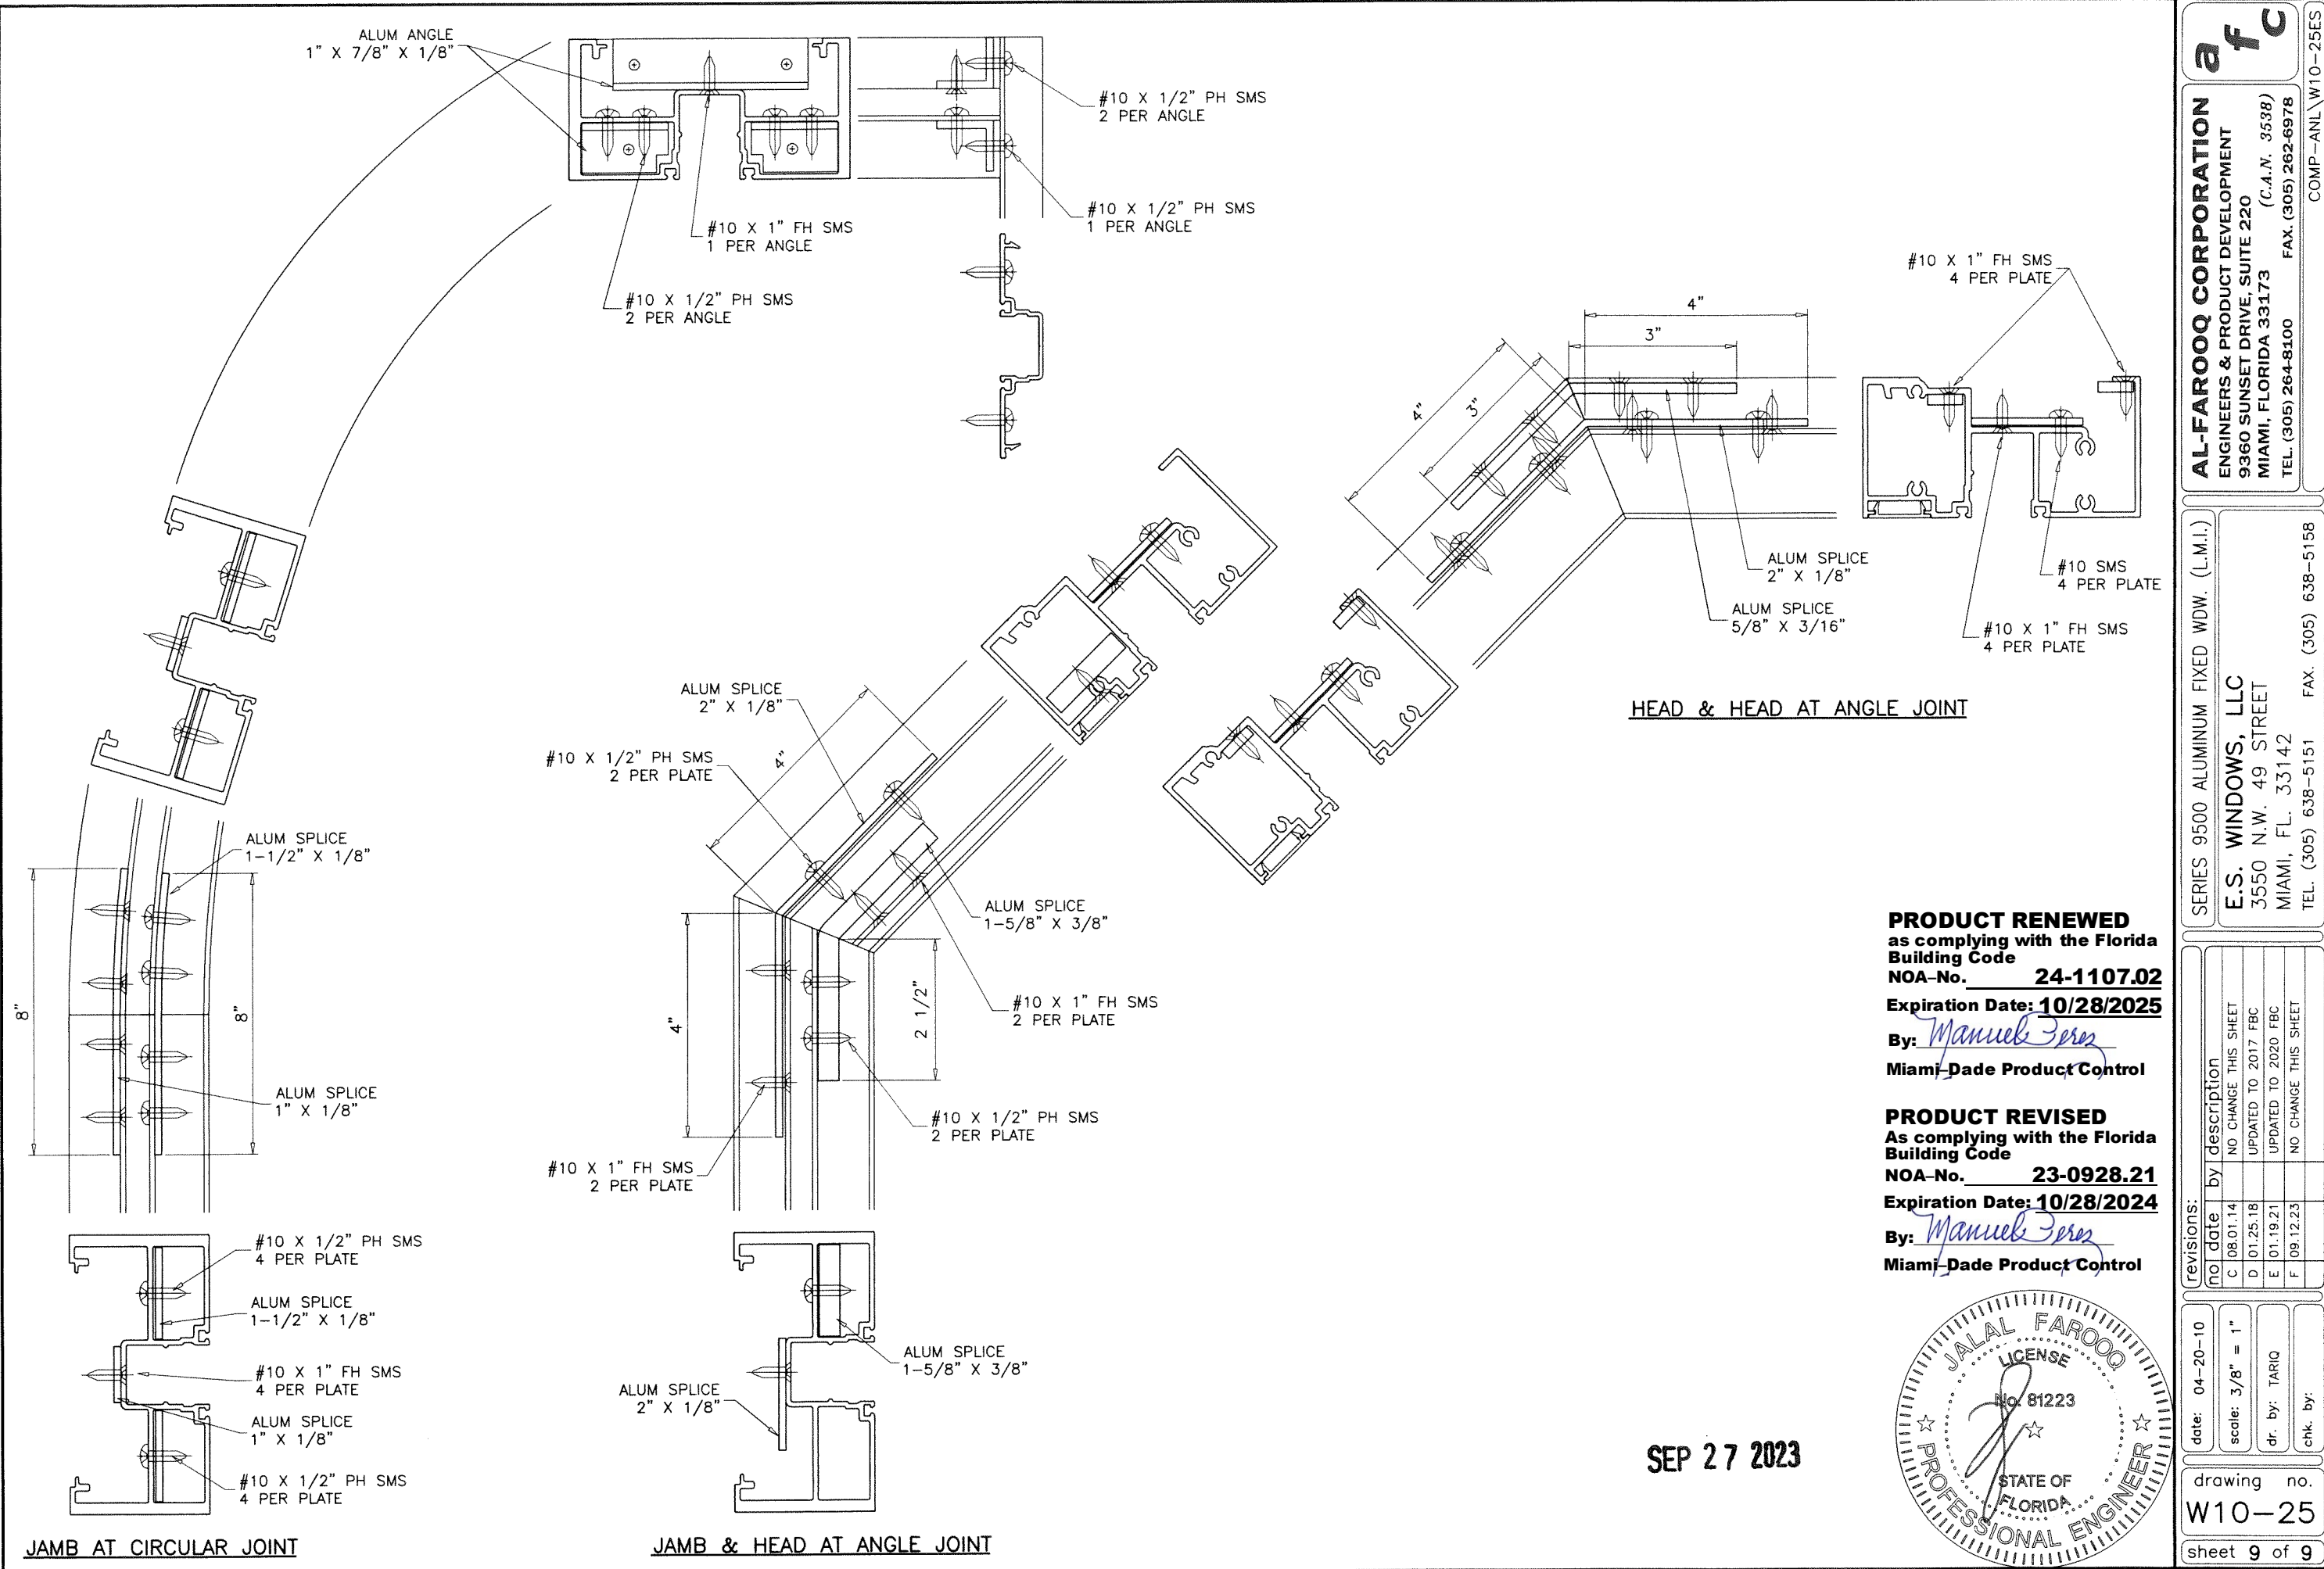 ALUM ANGLE
1" X 7/8" X 1/8"
#10 X 1/2" PH SMS
2 PER ANGLE
#10 X 1/2" PH SMS
1 PER ANGLE
#10 X 1" FH SMS
1 PER ANGLE
#10 X 1/2" PH SMS
2 PER ANGLE
ALUM SPLICE
1-1/2" X 1/8"
8"
8"
ALUM SPLICE
1" X 1/8"
#10 X 1/2" PH SMS
4 PER PLATE
ALUM SPLICE
1-1/2" X 1/8"
#10 X 1" FH SMS
4 PER PLATE
ALUM SPLICE
1" X 1/8"
#10 X 1/2" PH SMS
4 PER PLATE
JAMB AT CIRCULAR JOINT
ALUM SPLICE
2" X 1/8"
#10 X 1/2" PH SMS
2 PER PLATE
4"
ALUM SPLICE
1-5/8" X 3/8"
4"
2 1/2"
#10 X 1" FH SMS
2 PER PLATE
#10 X 1/2" PH SMS
2 PER PLATE
#10 X 1" FH SMS
2 PER PLATE
ALUM SPLICE
1-5/8" X 3/8"
ALUM SPLICE
2" X 1/8"
JAMB & HEAD AT ANGLE JOINT
#10 X 1" FH SMS
4 PER PLATE
4"
3"
4"
3"
ALUM SPLICE
2" X 1/8"
ALUM SPLICE
5/8" X 3/16"
#10 SMS
4 PER PLATE
#10 X 1" FH SMS
4 PER PLATE
HEAD & HEAD AT ANGLE JOINT
PRODUCT RENEWED
as complying with the Florida
Building Code
NOA-No. 24-1107.02
Expiration Date: 10/28/2025
By: Manuel Perez
Miami-Dade Product Control
PRODUCT REVISED
As complying with the Florida
Building Code
NOA-No. 23-0928.21
Expiration Date: 10/28/2024
By: Manuel Perez
Miami-Dade Product Control
SEP 27 2023
JALAL FAROOQ
LICENSE
No. 81223
STATE OF
FLORIDA
PROFESSIONAL ENGINEER
afc
AL-FAROOQ CORPORATION
ENGINEERS & PRODUCT DEVELOPMENT
9360 SUNSET DRIVE, SUITE 220
MIAMI, FLORIDA 33173 (C.A.N. 3538)
TEL. (305) 264-8100 FAX. (305) 262-6978
COMP-ANL\W10-25ES
SERIES 9500 ALUMINUM FIXED WDW. (L.M.I.)
E.S. WINDOWS, LLC
3550 N.W. 49 STREET
MIAMI, FL. 33142
TEL. (305) 638-5151 FAX. (305) 638-5158
revisions:
no date by description
C 08.01.14 NO CHANGE THIS SHEET
D 01.25.18 UPDATED TO 2017 FBC
E 01.19.21 UPDATED TO 2020 FBC
F 09.12.23 NO CHANGE THIS SHEET
date: 04-20-10
scale: 3/8" = 1"
dr. by: TARIQ
chk. by:
drawing no.
W10-25
sheet 9 of 9